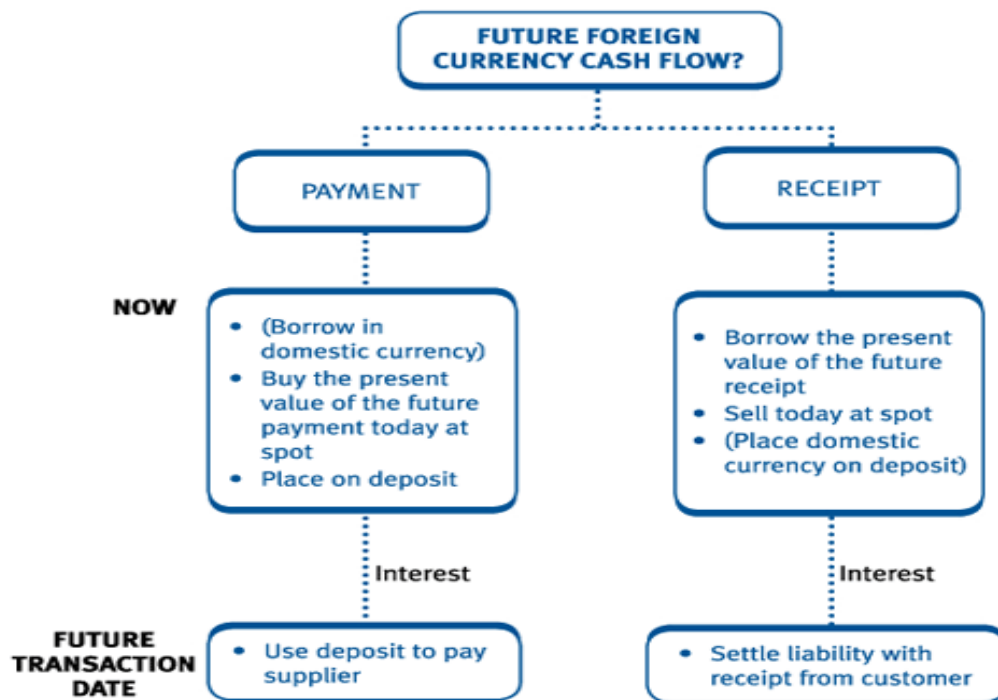 FUTURE FOREIGN
CURRENCY CASH FLOW?
PAYMENT
RECEIPT
NOW
• (Borrow in
domestic currency)
• Buy the present
value of the future
payment today at
spot
• Place on deposit
• Borrow the present
value of the future
receipt
• Sell today at spot
• (Place domestic
currency on deposit)
Interest
Interest
FUTURE
TRANSACTION
DATE
• Use deposit to pay
supplier
• Settle liability with
receipt from customer